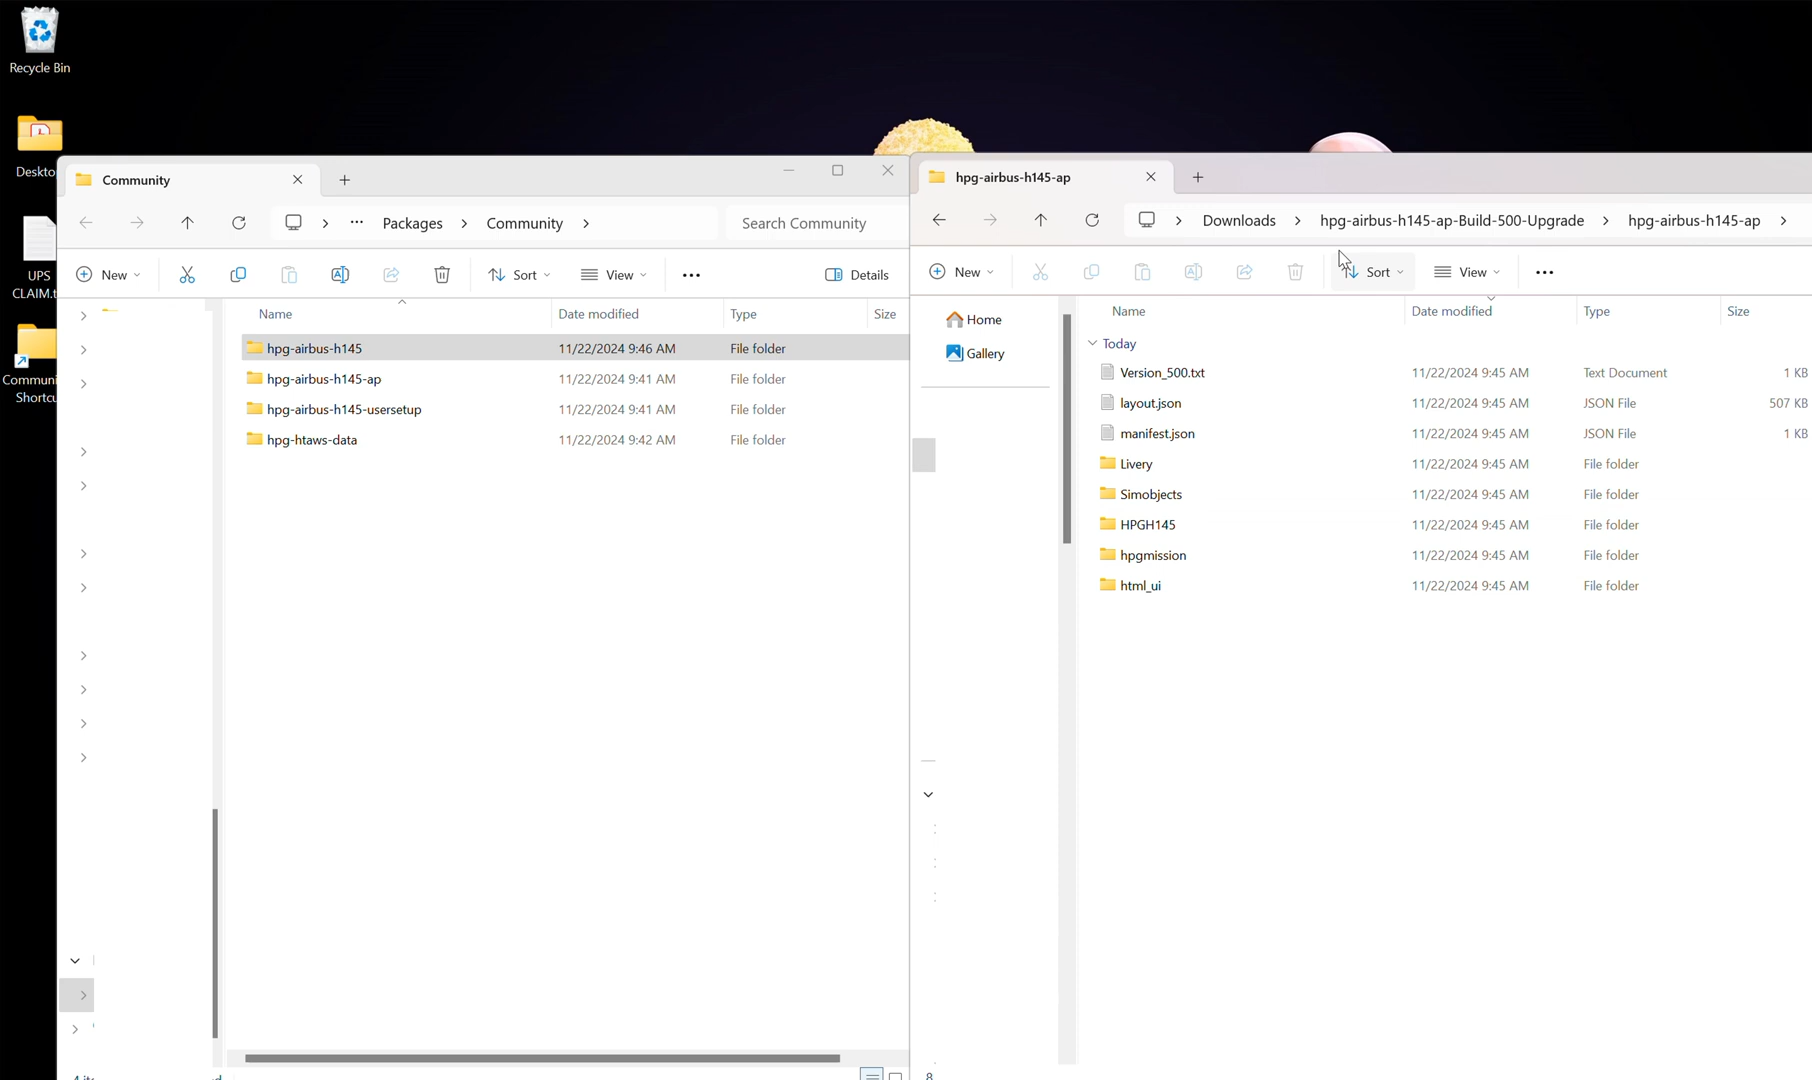 Recycle Bin
Deskto
UPS
CLAIM.t
Communi
Shortcu
Community
Packages
Community
Search Community
New
Sort
View
Details
Name
Date modified
Type
Size
hpg-airbus-h145
11/22/2024 9:46 AM
File folder
hpg-airbus-h145-ap
11/22/2024 9:41 AM
File folder
hpg-airbus-h145-usersetup
11/22/2024 9:41 AM
File folder
hpg-htaws-data
11/22/2024 9:42 AM
File folder
hpg-airbus-h145-ap
Downloads
hpg-airbus-h145-ap-Build-500-Upgrade
hpg-airbus-h145-ap
New
Sort
View
Home
Gallery
Name
Date modified
Type
Size
Today
Version_500.txt
11/22/2024 9:45 AM
Text Document
1 KB
layout.json
11/22/2024 9:45 AM
JSON File
507 KB
manifest.json
11/22/2024 9:45 AM
JSON File
1 KB
Livery
11/22/2024 9:45 AM
File folder
Simobjects
11/22/2024 9:45 AM
File folder
HPGH145
11/22/2024 9:45 AM
File folder
hpgmission
11/22/2024 9:45 AM
File folder
html_ui
11/22/2024 9:45 AM
File folder